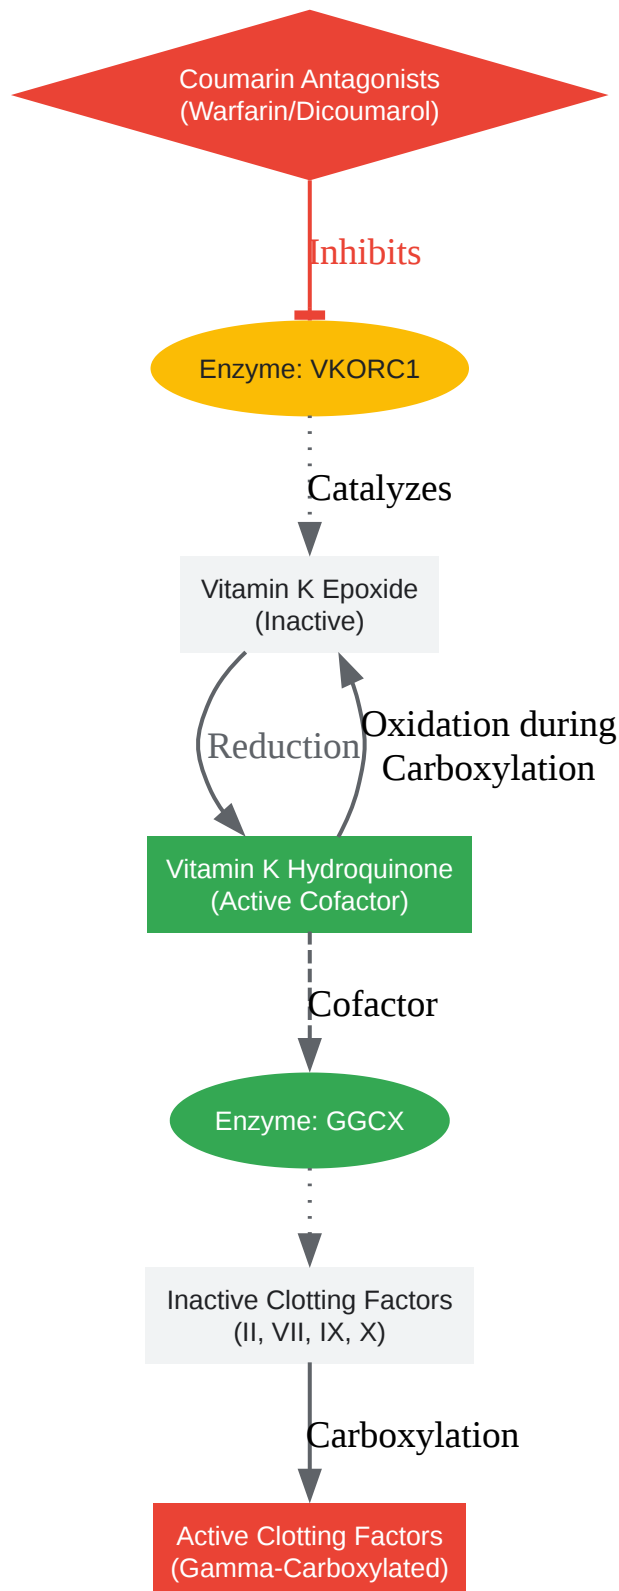 Coumarin Antagonists
(Warfarin/Dicoumarol)
Inhibits
Enzyme: VKORC1
Catalyzes
Vitamin K Epoxide
(Inactive)
Reduction
Oxidation during
Carboxylation
Vitamin K Hydroquinone
(Active Cofactor)
Cofactor
Enzyme: GGCX
Inactive Clotting Factors
(II, VII, IX, X)
Carboxylation
Active Clotting Factors
(Gamma-Carboxylated)